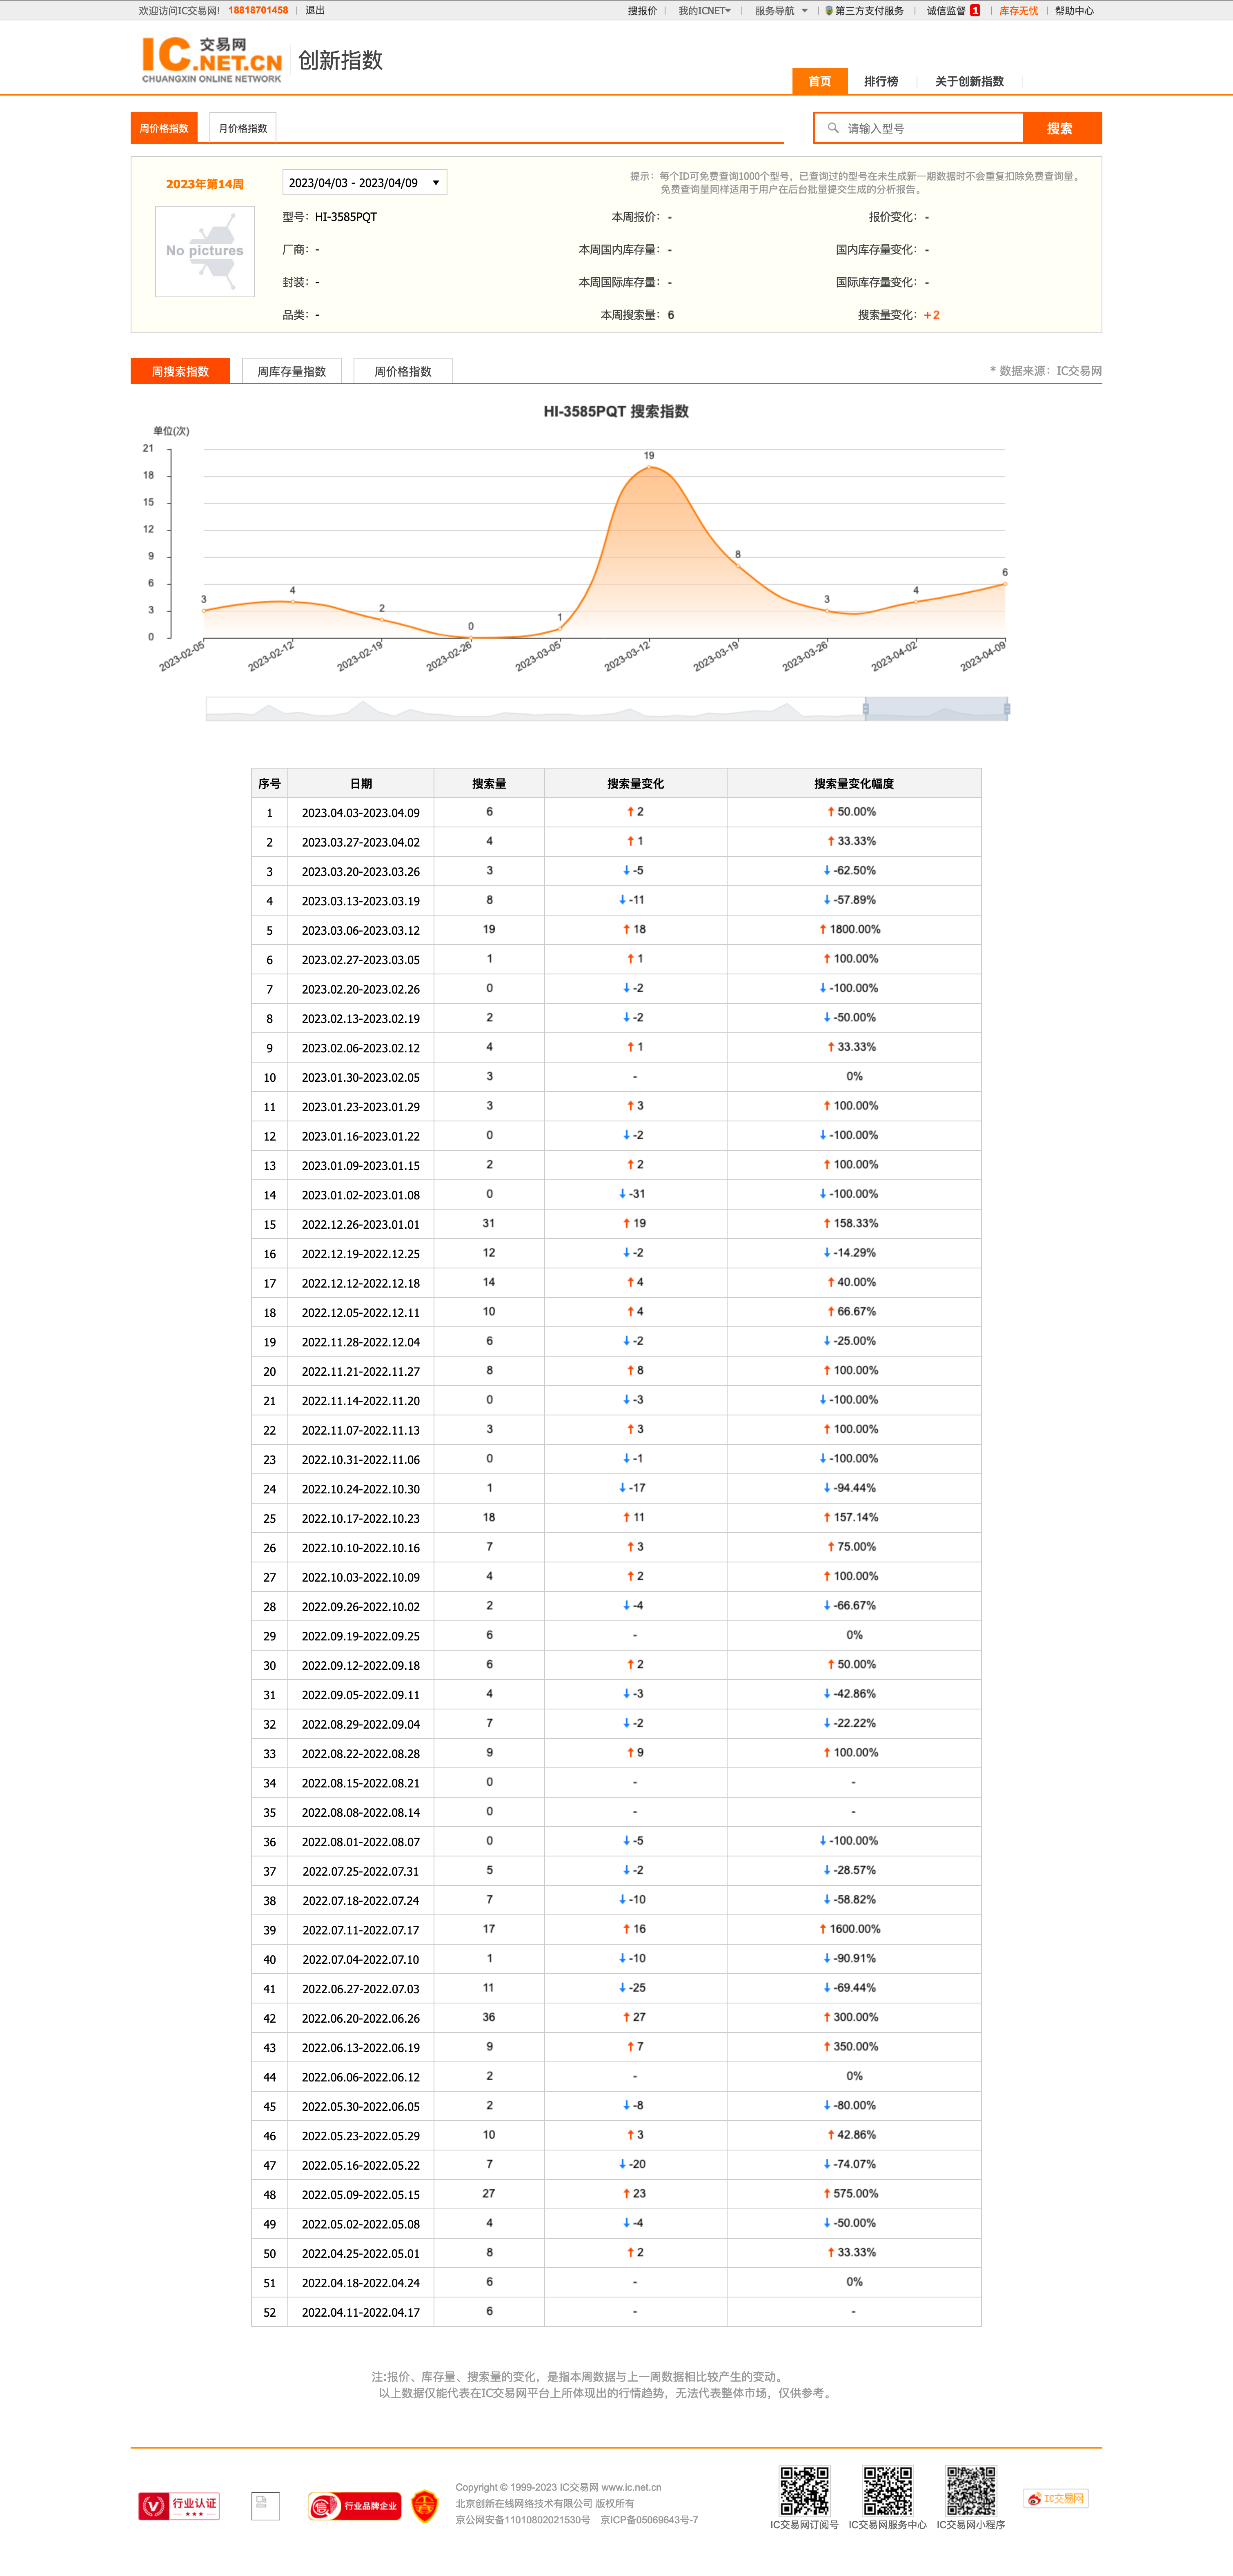 欢迎访问IC交易网! 18818701458 | 退出 搜报价 | 我的ICNET | 服务导航 | 第三方支付服务 | 诚信监督 1 | 库存无忧 | 帮助中心
IC 交易网
.NET.CN
CHUANGXIN ONLINE NETWORK
创新指数
首页 排行榜 关于创新指数
周价格指数 月价格指数 请输入型号 搜索
2023年第14周 2023/04/03 - 2023/04/09
提示：每个ID可免费查询1000个型号，已查询过的型号在未生成新一期数据时不会重复扣除免费查询量。
免费查询量同样适用于用户在后台批量提交生成的分析报告。
No pictures
型号：HI-3585PQT 本周报价：- 报价变化：-
厂商：- 本周国内库存量：- 国内库存量变化：-
封装：- 本周国际库存量：- 国际库存量变化：-
品类：- 本周搜索量：6 搜索量变化：+2
周搜索指数 周库存量指数 周价格指数 * 数据来源：IC交易网
HI-3585PQT 搜索指数
单位(次)
21
18
15
12
9
6
3
0
3 4 2 0 1 19 8 3 4 6
2023-02-05 2023-02-12 2023-02-19 2023-02-26 2023-03-05 2023-03-12 2023-03-19 2023-03-26 2023-04-02 2023-04-09
序号 日期 搜索量 搜索量变化 搜索量变化幅度
1 2023.04.03-2023.04.09 6 ↑2 ↑50.00%
2 2023.03.27-2023.04.02 4 ↑1 ↑33.33%
3 2023.03.20-2023.03.26 3 ↓-5 ↓-62.50%
4 2023.03.13-2023.03.19 8 ↓-11 ↓-57.89%
5 2023.03.06-2023.03.12 19 ↑18 ↑1800.00%
6 2023.02.27-2023.03.05 1 ↑1 ↑100.00%
7 2023.02.20-2023.02.26 0 ↓-2 ↓-100.00%
8 2023.02.13-2023.02.19 2 ↓-2 ↓-50.00%
9 2023.02.06-2023.02.12 4 ↑1 ↑33.33%
10 2023.01.30-2023.02.05 3 - 0%
11 2023.01.23-2023.01.29 3 ↑3 ↑100.00%
12 2023.01.16-2023.01.22 0 ↓-2 ↓-100.00%
13 2023.01.09-2023.01.15 2 ↑2 ↑100.00%
14 2023.01.02-2023.01.08 0 ↓-31 ↓-100.00%
15 2022.12.26-2023.01.01 31 ↑19 ↑158.33%
16 2022.12.19-2022.12.25 12 ↓-2 ↓-14.29%
17 2022.12.12-2022.12.18 14 ↑4 ↑40.00%
18 2022.12.05-2022.12.11 10 ↑4 ↑66.67%
19 2022.11.28-2022.12.04 6 ↓-2 ↓-25.00%
20 2022.11.21-2022.11.27 8 ↑8 ↑100.00%
21 2022.11.14-2022.11.20 0 ↓-3 ↓-100.00%
22 2022.11.07-2022.11.13 3 ↑3 ↑100.00%
23 2022.10.31-2022.11.06 0 ↓-1 ↓-100.00%
24 2022.10.24-2022.10.30 1 ↓-17 ↓-94.44%
25 2022.10.17-2022.10.23 18 ↑11 ↑157.14%
26 2022.10.10-2022.10.16 7 ↑3 ↑75.00%
27 2022.10.03-2022.10.09 4 ↑2 ↑100.00%
28 2022.09.26-2022.10.02 2 ↓-4 ↓-66.67%
29 2022.09.19-2022.09.25 6 - 0%
30 2022.09.12-2022.09.18 6 ↑2 ↑50.00%
31 2022.09.05-2022.09.11 4 ↓-3 ↓-42.86%
32 2022.08.29-2022.09.04 7 ↓-2 ↓-22.22%
33 2022.08.22-2022.08.28 9 ↑9 ↑100.00%
34 2022.08.15-2022.08.21 0 - -
35 2022.08.08-2022.08.14 0 - -
36 2022.08.01-2022.08.07 0 ↓-5 ↓-100.00%
37 2022.07.25-2022.07.31 5 ↓-2 ↓-28.57%
38 2022.07.18-2022.07.24 7 ↓-10 ↓-58.82%
39 2022.07.11-2022.07.17 17 ↑16 ↑1600.00%
40 2022.07.04-2022.07.10 1 ↓-10 ↓-90.91%
41 2022.06.27-2022.07.03 11 ↓-25 ↓-69.44%
42 2022.06.20-2022.06.26 36 ↑27 ↑300.00%
43 2022.06.13-2022.06.19 9 ↑7 ↑350.00%
44 2022.06.06-2022.06.12 2 - 0%
45 2022.05.30-2022.06.05 2 ↓-8 ↓-80.00%
46 2022.05.23-2022.05.29 10 ↑3 ↑42.86%
47 2022.05.16-2022.05.22 7 ↓-20 ↓-74.07%
48 2022.05.09-2022.05.15 27 ↑23 ↑575.00%
49 2022.05.02-2022.05.08 4 ↓-4 ↓-50.00%
50 2022.04.25-2022.05.01 8 ↑2 ↑33.33%
51 2022.04.18-2022.04.24 6 - 0%
52 2022.04.11-2022.04.17 6 - -
注:报价、库存量、搜索量的变化，是指本周数据与上一周数据相比较产生的变动。
以上数据仅能代表在IC交易网平台上所体现出的行情趋势，无法代表整体市场，仅供参考。
行业认证
行业品牌企业
Copyright © 1999-2023 IC交易网 www.ic.net.cn
北京创新在线网络技术有限公司 版权所有
京公网安备11010802021530号 京ICP备05069643号-7
IC交易网订阅号 IC交易网服务中心 IC交易网小程序
IC交易网